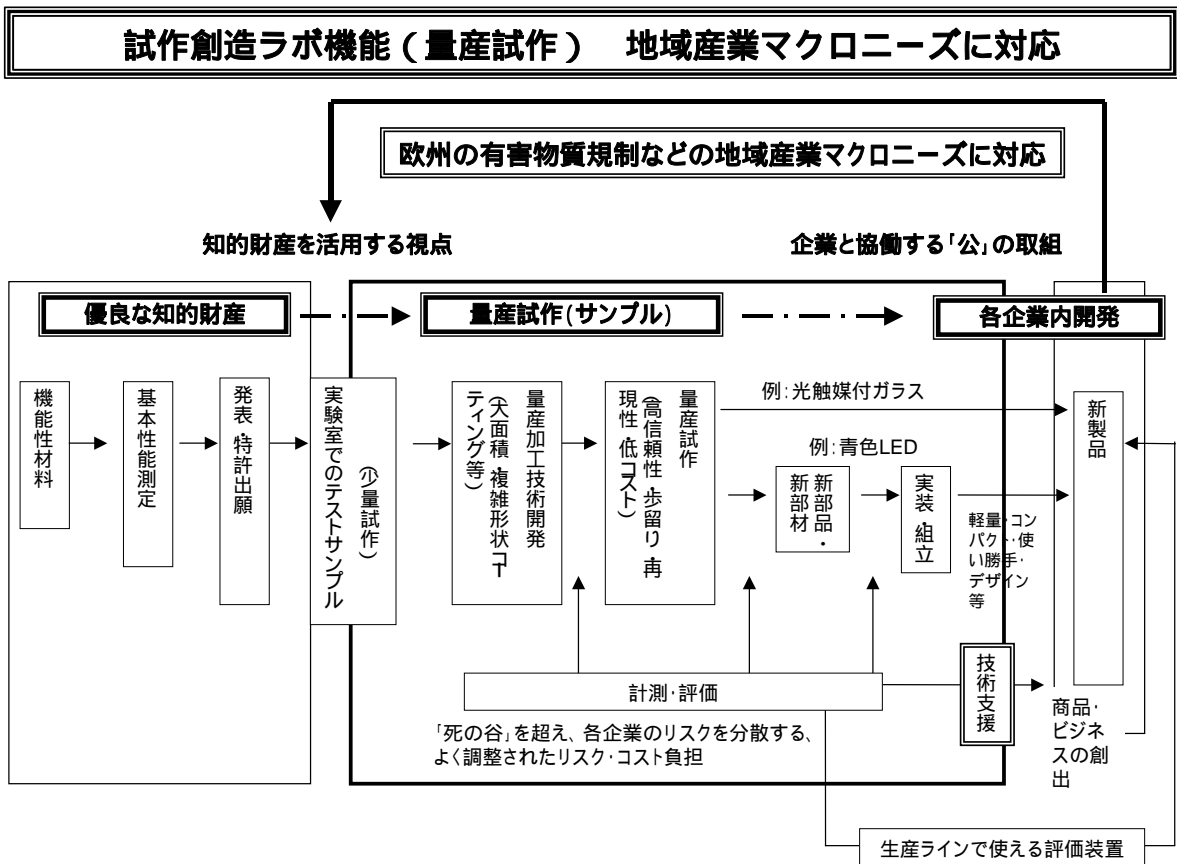 試作創造ラボ機能(量産試作) 地域産業マクロニーズに対応
欧州の有害物質規制などの地域産業マクロニーズに対応
知的財産を活用する視点
企業と協働する「公」の取組
優良な知的財産
量産試作(サンプル)
各企業内開発
機能性材料
基本性能測定
発表・特許出願
実験室でのテストサンプル
(少量試作)
量産加工技術開発
(大面積・複雑形状コー
ティング等)
量産試作
(高信頼性・歩留り・再
現性・低コスト)
例:光触媒付ガラス
例:青色LED
新部品・
新部材
実装・組立
軽量・コン
パクト・使
い勝手・
デザイン
等
新製品
計測・評価
技術支援
「死の谷」を超え、各企業のリスクを分散する、
よく調整されたリスク・コスト負担
商品・
ビジネ
スの創
出
生産ラインで使える評価装置